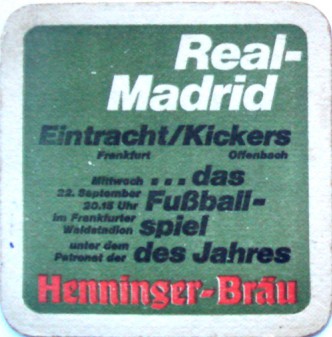 Real-
Madrid
Eintracht/Kickers
Frankfurt Offenbach
Mittwoch
22. September
20.15 Uhr
im Frankfurter
Waldstadion
unter dem
Patronat der
... das
Fußball-
spiel
des Jahres
Henninger-Bräu